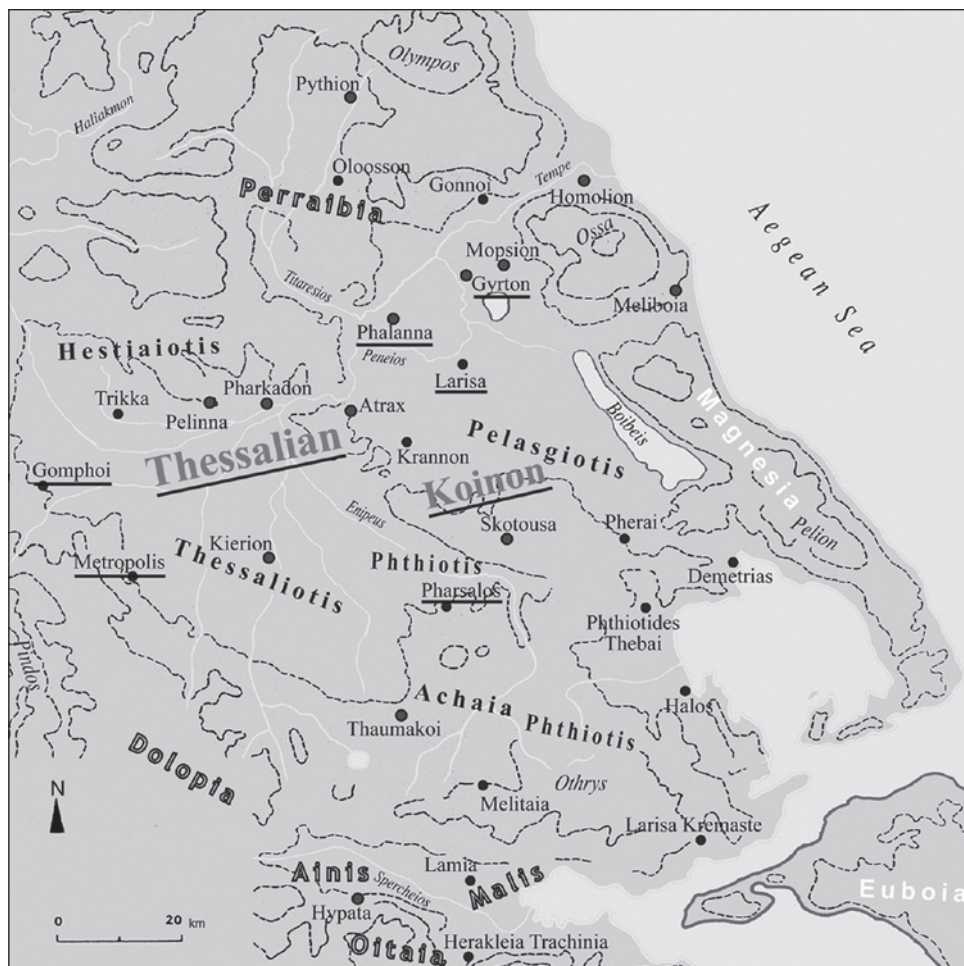 Olympos
Pythion
Haliakmon
Oloosson
Gonnoi
Tempe
Homolion
Perraibia
Ossa
Aegean Sea
Mopsion
Gyrton
Titaresios
Meliboia
Phalanna
Peneios
Hestiaiotis
Larisa
Trikka
Pelinna
Pharkadon
Atrax
Boibeis
Magnesia
Krannon
Pelasgiotis
Thessalian
Koinon
Gomphoi
Enipeus
Skotousa
Pherai
Pelion
Metropolis
Kierion
Thessaliotis
Phthiotis
Demetrias
Pharsalos
Phthiotides
Thebai
Pindos
Achaia Phthiotis
Halos
Thaumakoi
Dolopia
N
Melitaia
Othrys
Larisa Kremaste
Ainis
Spercheios
Lamia
Malis
Euboia
Hypata
0 20 km
Oitaia
Herakleia Trachinia